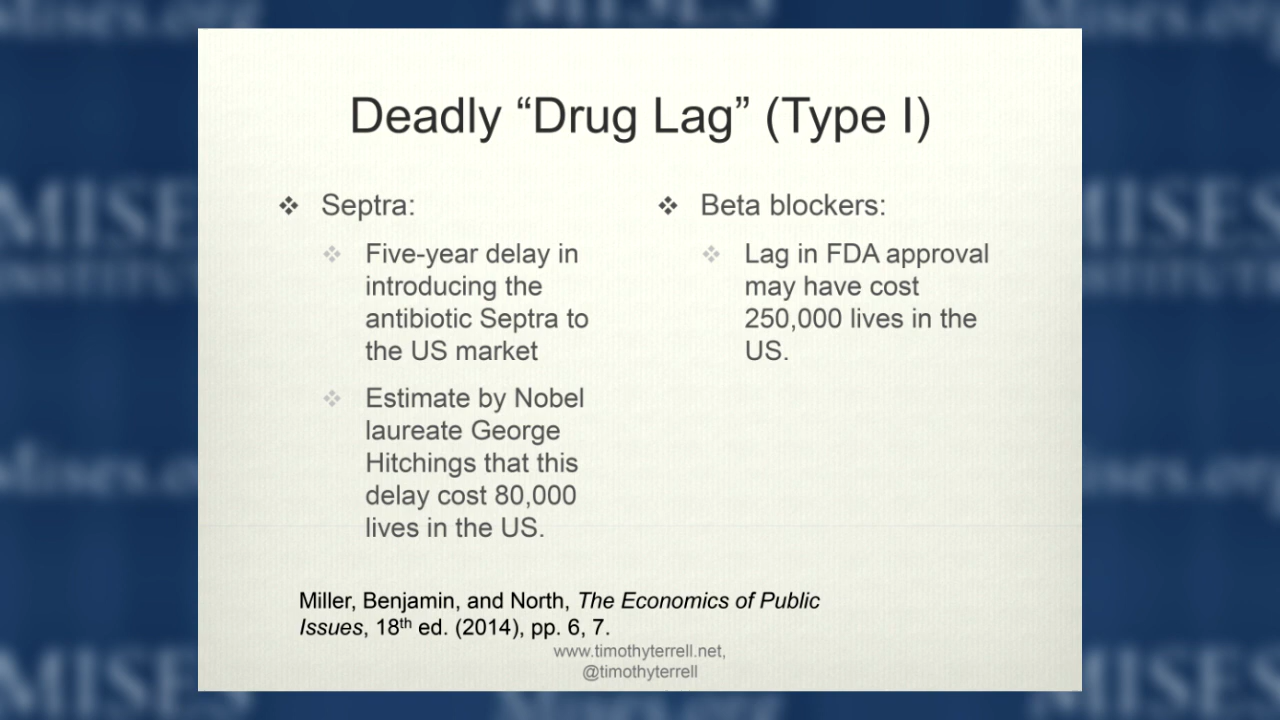 Deadly “Drug Lag” (Type I)
❖ Septra:
❖ Five-year delay in
introducing the
antibiotic Septra to
the US market
❖ Estimate by Nobel
laureate George
Hitchings that this
delay cost 80,000
lives in the US.
❖ Beta blockers:
❖ Lag in FDA approval
may have cost
250,000 lives in the
US.
Miller, Benjamin, and North, The Economics of Public
Issues, 18th ed. (2014), pp. 6, 7.
www.timothyterrell.net,
@timothyterrell